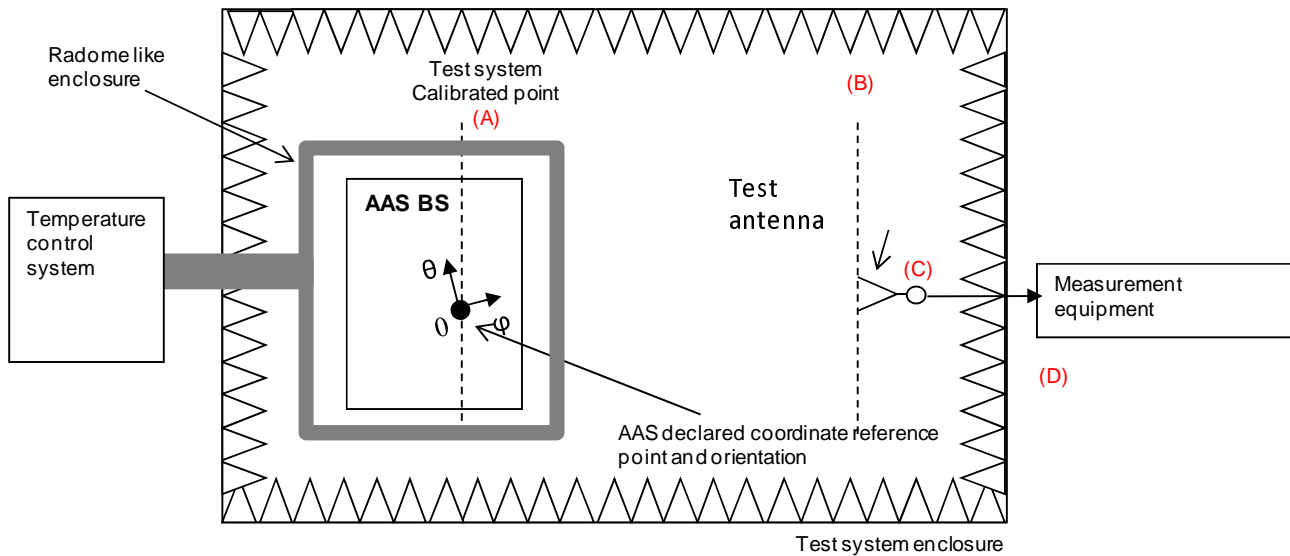 Radome like
enclosure
Test system
Calibrated point
(A)
(B)
Temperature
control
system
AAS BS
θ
0
φ
Test
antenna
(C)
Measurement
equipment
(D)
AAS declared coordinate reference
point and orientation
Test system enclosure